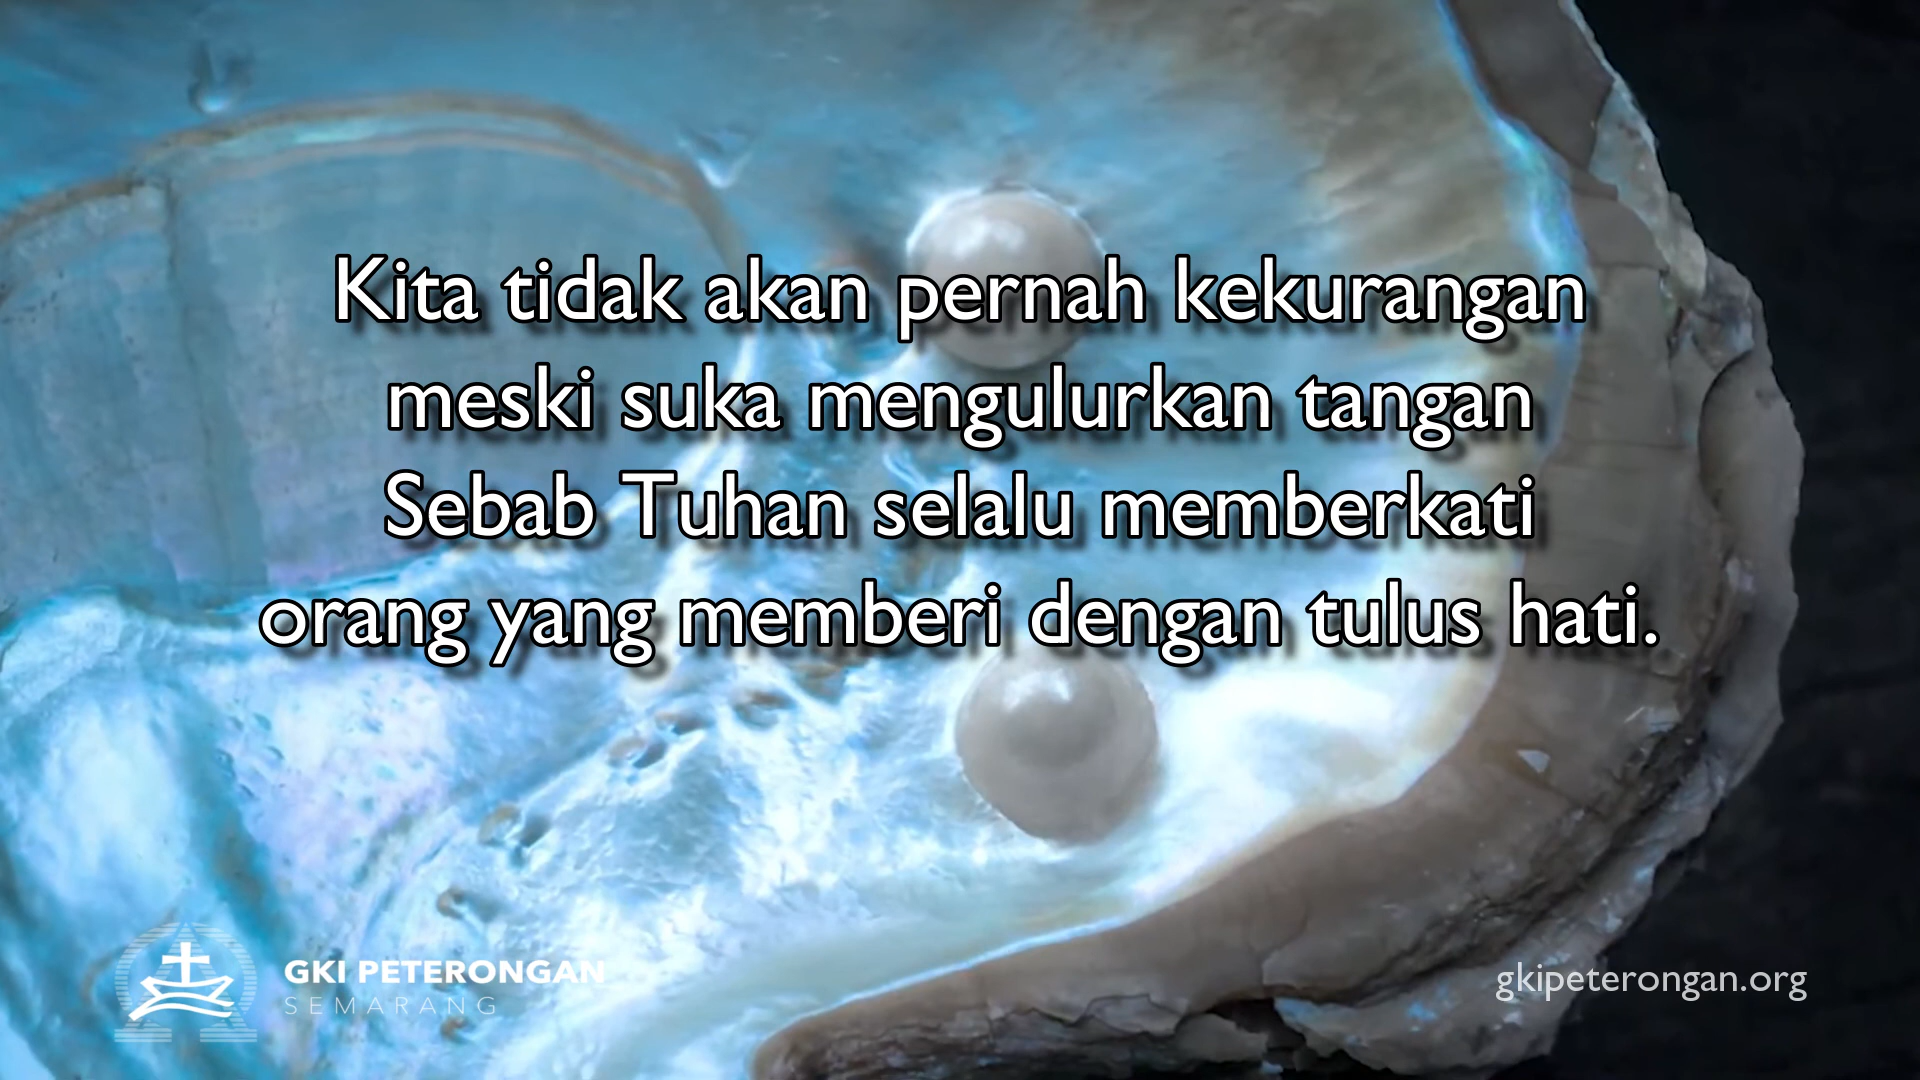 Kita tidak akan pernah kekurangan
meski suka mengulurkan tangan
Sebab Tuhan selalu memberkati
orang yang memberi dengan tulus hati.
GKI PETERONGAN
SEMARANG
gkipeterongan.org